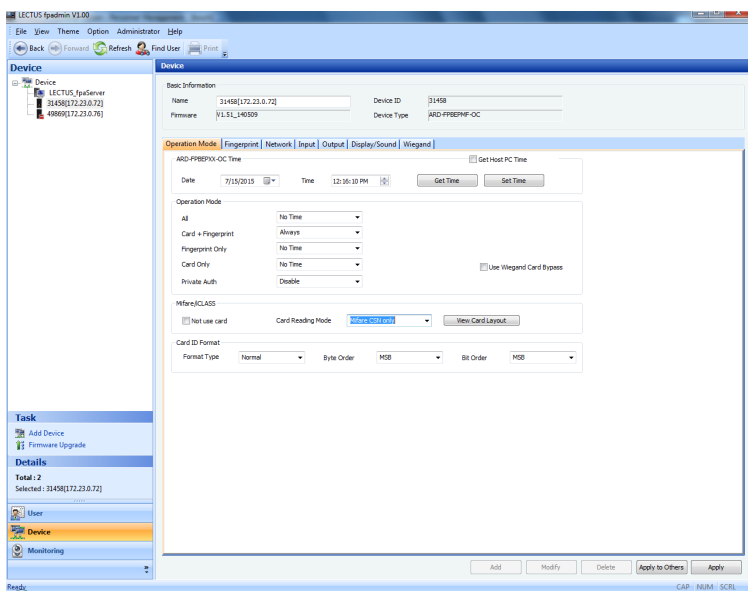 LECTUS fpadmin V1.00
File View Theme Option Administrator Help
Back Forward Refresh Find User Print
Device
Device
LECTUS_fpaServer
31458[172.23.0.72]
49869[172.23.0.76]
Task
Add Device
Firmware Upgrade
Details
Total : 2
Selected : 31458[172.23.0.72]
User
Device
Monitoring
Device
Basic Information
Name 31458[172.23.0.72] Device ID 31458
Firmware V1.51_140509 Device Type ARD-FPBEPMF-OC
Operation Mode Fingerprint Network Input Output Display/Sound Wiegand
ARD-FPBEPXX-OC Time Get Host PC Time
Date 7/15/2015 Time 12:16:10 PM Get Time Set Time
Operation Mode
All No Time
Card + Fingerprint Always
Fingerprint Only No Time
Card Only No Time Use Wiegand Card Bypass
Private Auth Disable
Mifare/iCLASS
Not use card Card Reading Mode Mifare CSN only View Card Layout
Card ID Format
Format Type Normal Byte Order MSB Bit Order MSB
Add Modify Delete Apply to Others Apply
Ready CAP NUM SCRL